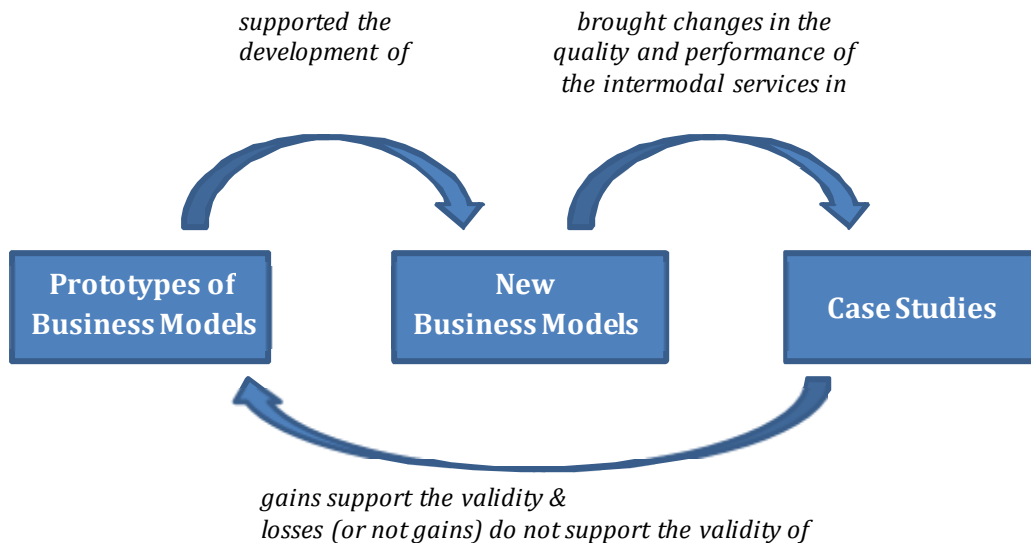 supported the
development of
brought changes in the
quality and performance of
the intermodal services in
Prototypes of
Business Models
New
Business Models
Case Studies
gains support the validity &
losses (or not gains) do not support the validity of